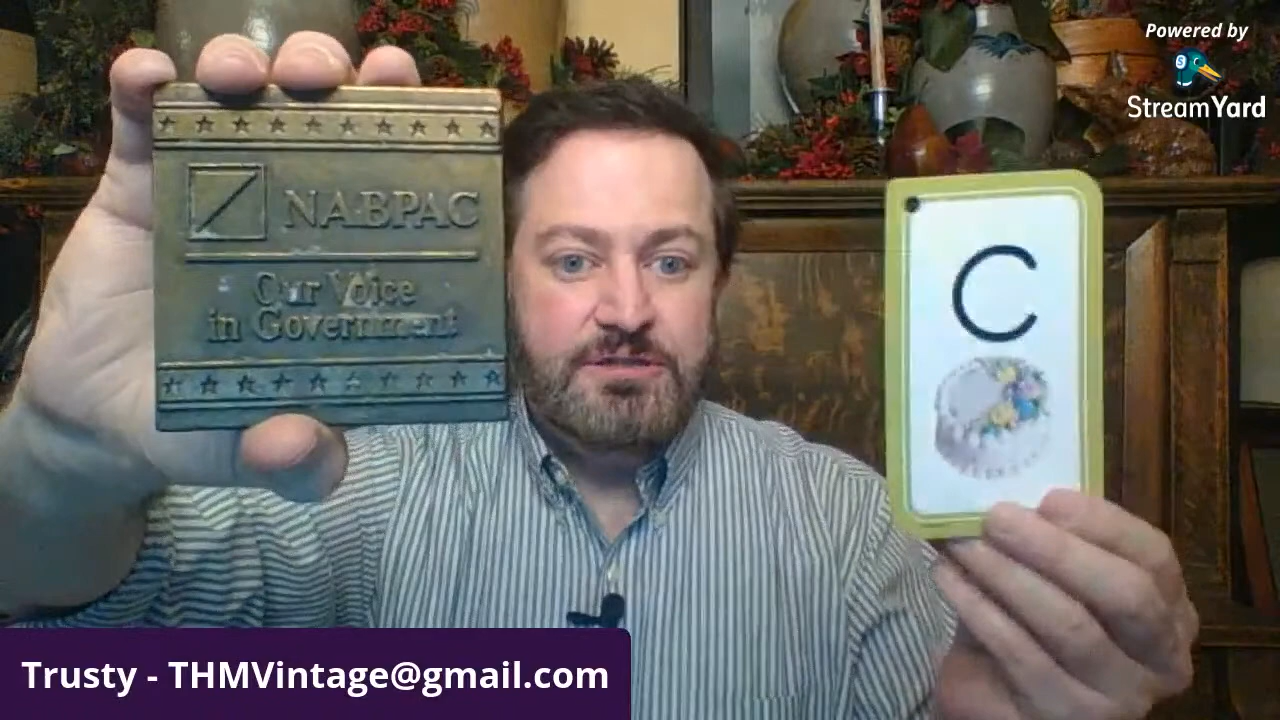 NABPAC
Our Voice
in Government
C
Powered by
StreamYard
Trusty - THMVintage@gmail.com